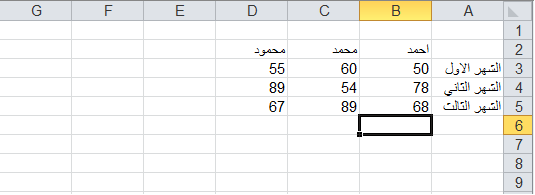 A B C D E F G
1
2 احمد محمد محمود
3 الشهر الاول 50 60 55
4 الشهر الثاني 78 54 89
5 الشهر الثالث 68 89 67
6
7
8
9